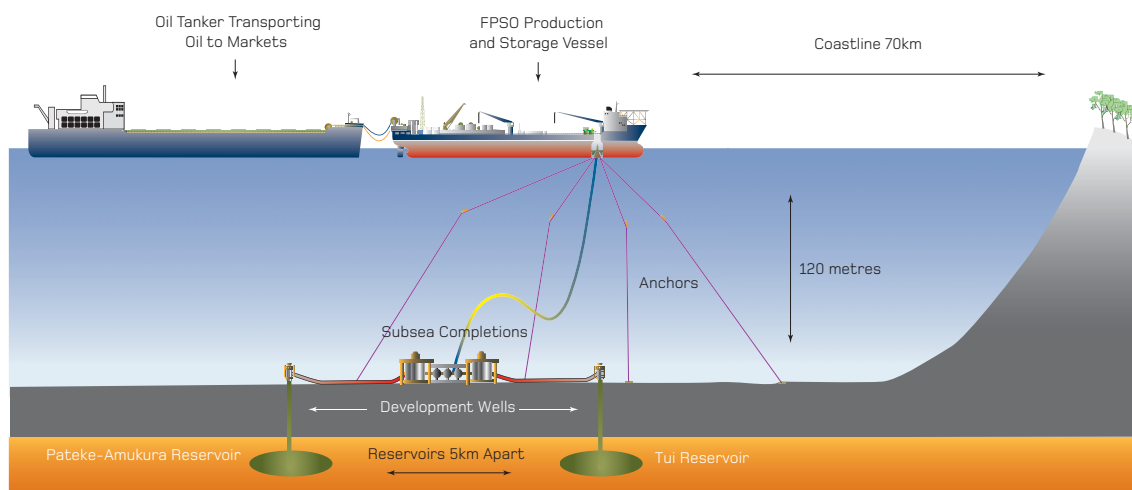 Oil Tanker Transporting
Oil to Markets
FPSO Production
and Storage Vessel
Coastline 70km
120 metres
Anchors
Subsea Completions
Development Wells
Pateke-Amukura Reservoir
Reservoirs 5km Apart
Tui Reservoir